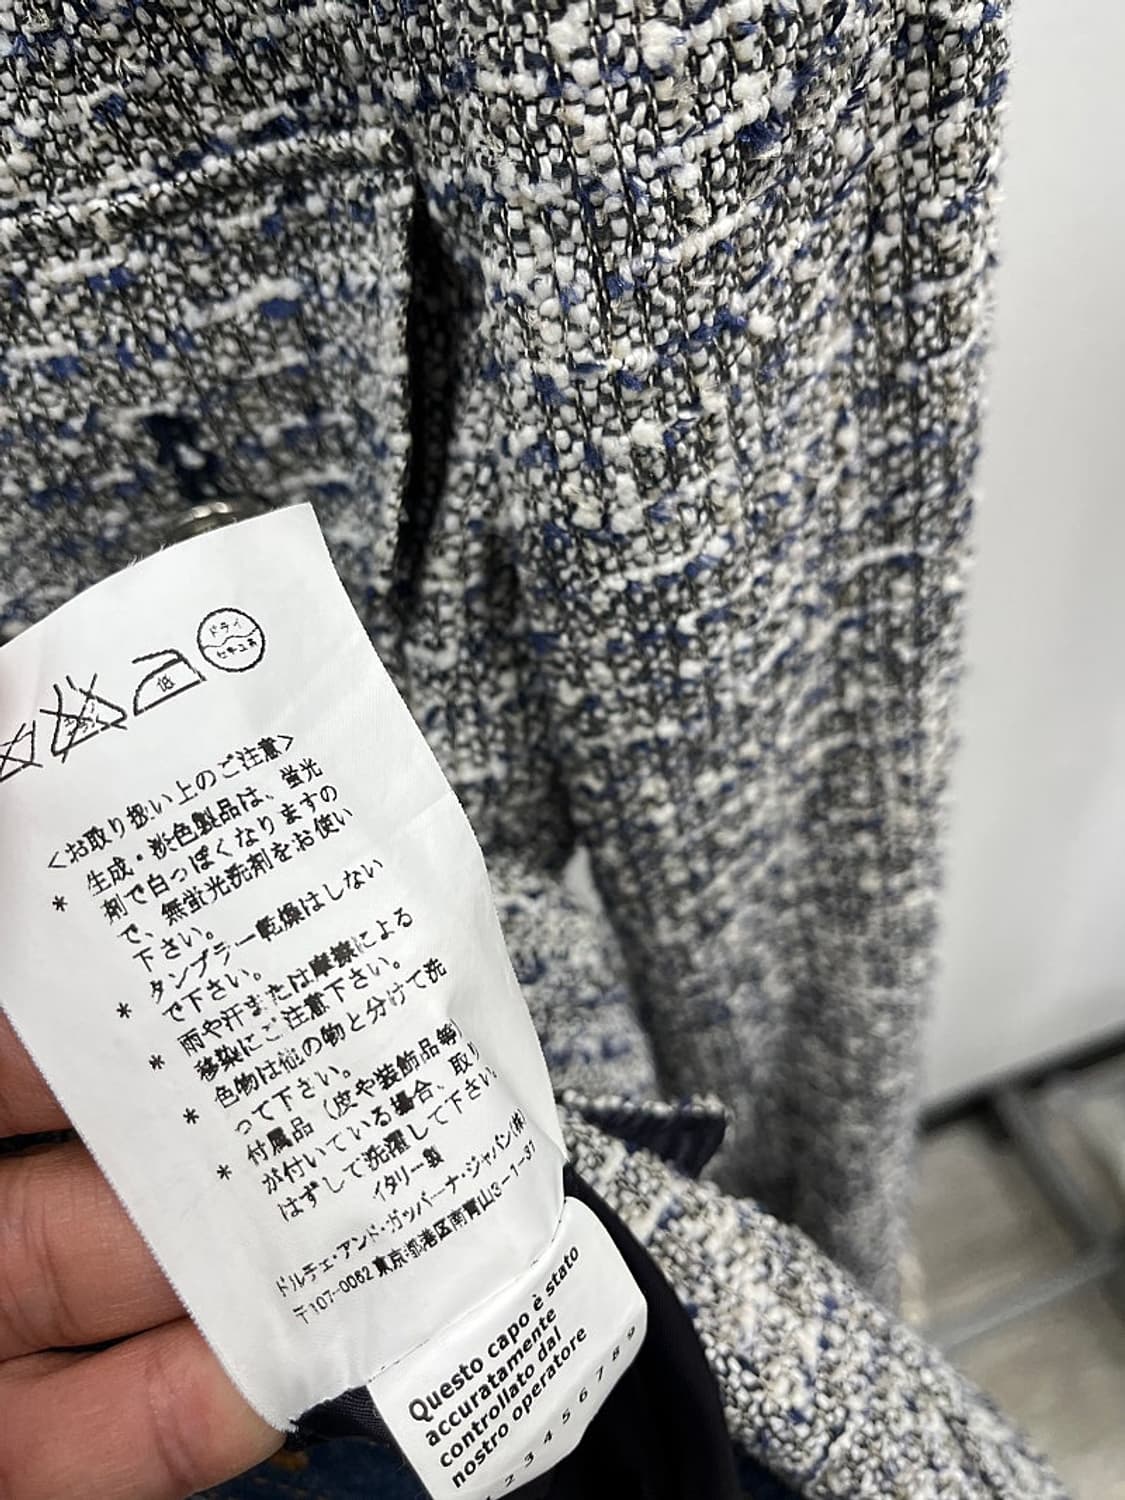 ドライ
セキユ系
<お取り扱い上のご注意>
* 生成・淡色製品は、蛍光
剤で白っぽくなりますの
で、無蛍光洗剤をお使い
下さい。
* タンブラー乾燥はしない
で下さい。
* 雨や汗または摩擦による
移染にご注意下さい。
* 色物は他の物と分けて洗
って下さい。
* 付属品(皮や装飾品等)
が付いている場合、取り
はずして洗濯して下さい。
イタリー製
ドルチェ・アンド・ガッバーナ・ジャパン(株)
〒107-0062 東京都港区南青山3-1-31
Questo capo è stato
accuratamente
controllato dal
nostro operatore
2 3 4 5 6 7 8 9